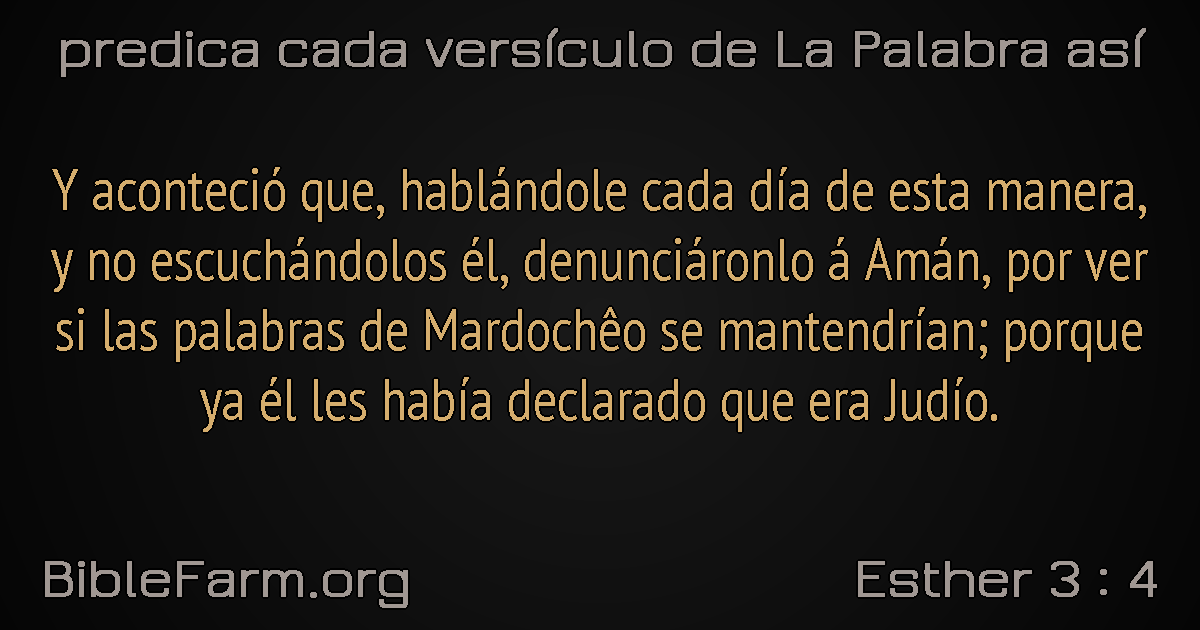 predica cada versículo de La Palabra así
Y aconteció que, hablándole cada día de esta manera,
y no escuchándolos él, denunciáronlo á Amán, por ver
si las palabras de Mardochêo se mantendrían; porque
ya él les había declarado que era Judío.
BibleFarm.org
Esther 3 : 4